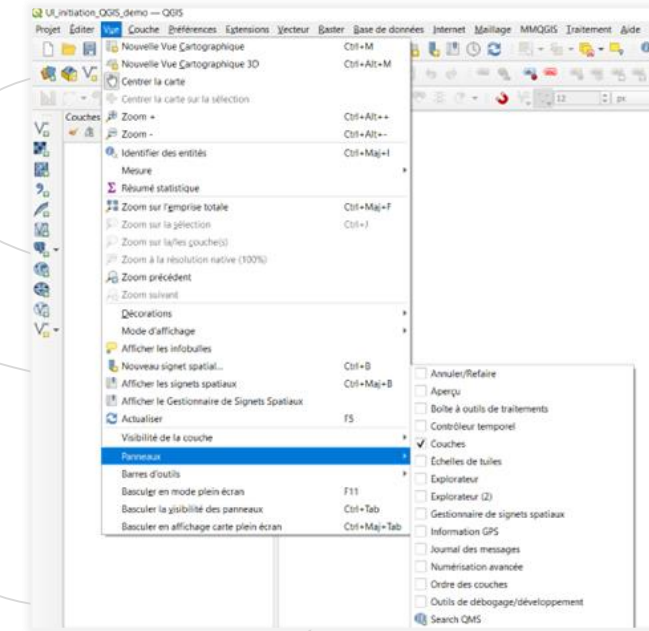 UI_initiation_QGIS_demo — QGIS
Projet Éditer Vue Couche Préférences Extensions Vecteur Raster Base de données Internet Maillage MMQGIS Traitement Aide
Nouvelle Vue Cartographique Ctrl+M
Nouvelle Vue Cartographique 3D Ctrl+Alt+M
Centrer la carte
Centrer la carte sur la sélection
Couches
Zoom + Ctrl+Alt++
Zoom - Ctrl+Alt+-
12 px
Identifier des entités Ctrl+Maj+I
Mesure
Σ Résumé statistique
Zoom sur l'emprise totale Ctrl+Maj+F
Zoom sur la sélection Ctrl+J
Zoom sur la/les couche(s)
Zoom à la résolution native (100%)
Zoom précédent
Zoom suivant
Décorations
Mode d'affichage
Afficher les infobulles
Nouveau signet spatial... Ctrl+B
Afficher les signets spatiaux Ctrl+Maj+B
Afficher le Gestionnaire de Signets Spatiaux
Actualiser F5
Visibilité de la couche
Panneaux
Barres d'outils
Basculer en mode plein écran F11
Basculer la visibilité des panneaux Ctrl+Tab
Basculer en affichage carte plein écran Ctrl+Maj+Tab
Annuler/Refaire
Aperçu
Boîte à outils de traitements
Contrôleur temporel
Couches
Échelles de tuiles
Explorateur
Explorateur (2)
Gestionnaire de signets spatiaux
Information GPS
Journal des messages
Numérisation avancée
Ordre des couches
Outils de débogage/développement
Search QMS